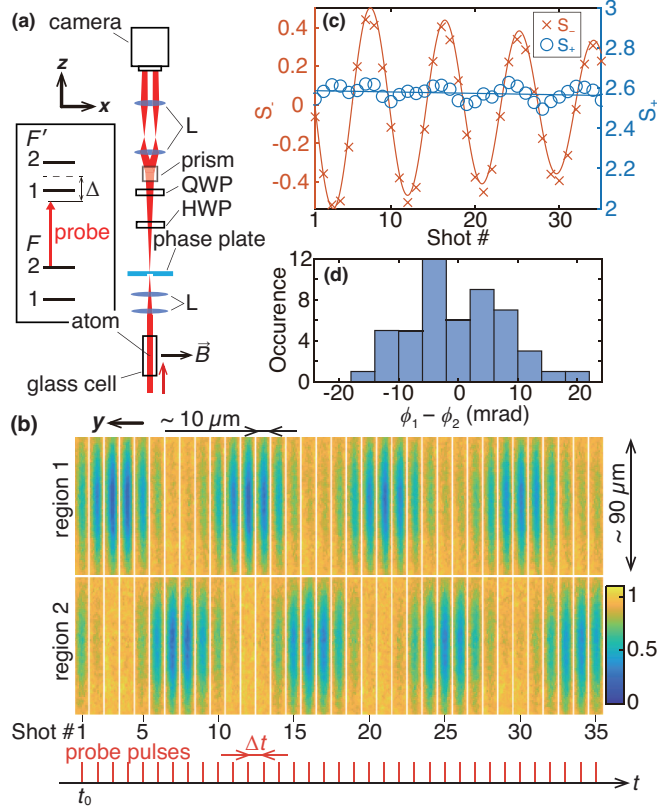 (a)
camera
z
x
L
prism
QWP
HWP
phase plate
L
atom
B
glass cell
F′
2
1
Δ
probe
F
2
1
(c)
S₋
S₊
0.4
0.2
0
-0.2
-0.4
S₋
3
2.8
2.6
2.4
2.2
2
S₊
1 10 20 30
Shot #
(d)
12
8
4
0
Occurence
-20 -10 0 10 20
ϕ₁ − ϕ₂ (mrad)
(b)
y
~ 10 μm
region 1
~ 90 μm
region 2
1
0.5
0
Shot #1 5 10 15 20 25 30 35
probe pulses
Δt
t₀
t